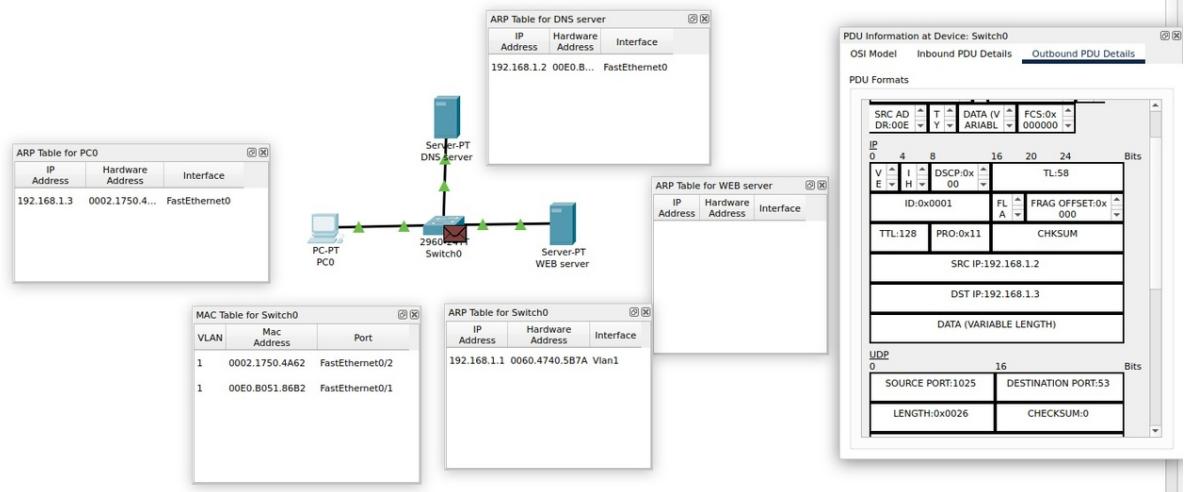 ARP Table for DNS server
IP Address Hardware Address Interface
192.168.1.2 00E0.B... FastEthernet0
ARP Table for PC0
IP Address Hardware Address Interface
192.168.1.3 0002.1750.4... FastEthernet0
Server-PT
DNS server
PC-PT
PC0
Switch0
Server-PT
WEB server
ARP Table for WEB server
IP Address Hardware Address Interface
MAC Table for Switch0
VLAN Mac Address Port
1 0002.1750.4A62 FastEthernet0/2
1 00E0.B051.86B2 FastEthernet0/1
ARP Table for Switch0
IP Address Hardware Address Interface
192.168.1.1 0060.4740.5B7A Vlan1
PDU Information at Device: Switch0
OSI Model Inbound PDU Details Outbound PDU Details
PDU Formats
SRC AD DR:00E T Y DATA (V ARIABL FCS:0x 000000
IP
0 4 8 16 20 24 Bits
V E I H DSCP:0x 00 TL:58
ID:0x0001 FL A FRAG OFFSET:0x 000
TTL:128 PRO:0x11 CHKSUM
SRC IP:192.168.1.2
DST IP:192.168.1.3
DATA (VARIABLE LENGTH)
UDP
0 16 Bits
SOURCE PORT:1025 DESTINATION PORT:53
LENGTH:0x0026 CHECKSUM:0